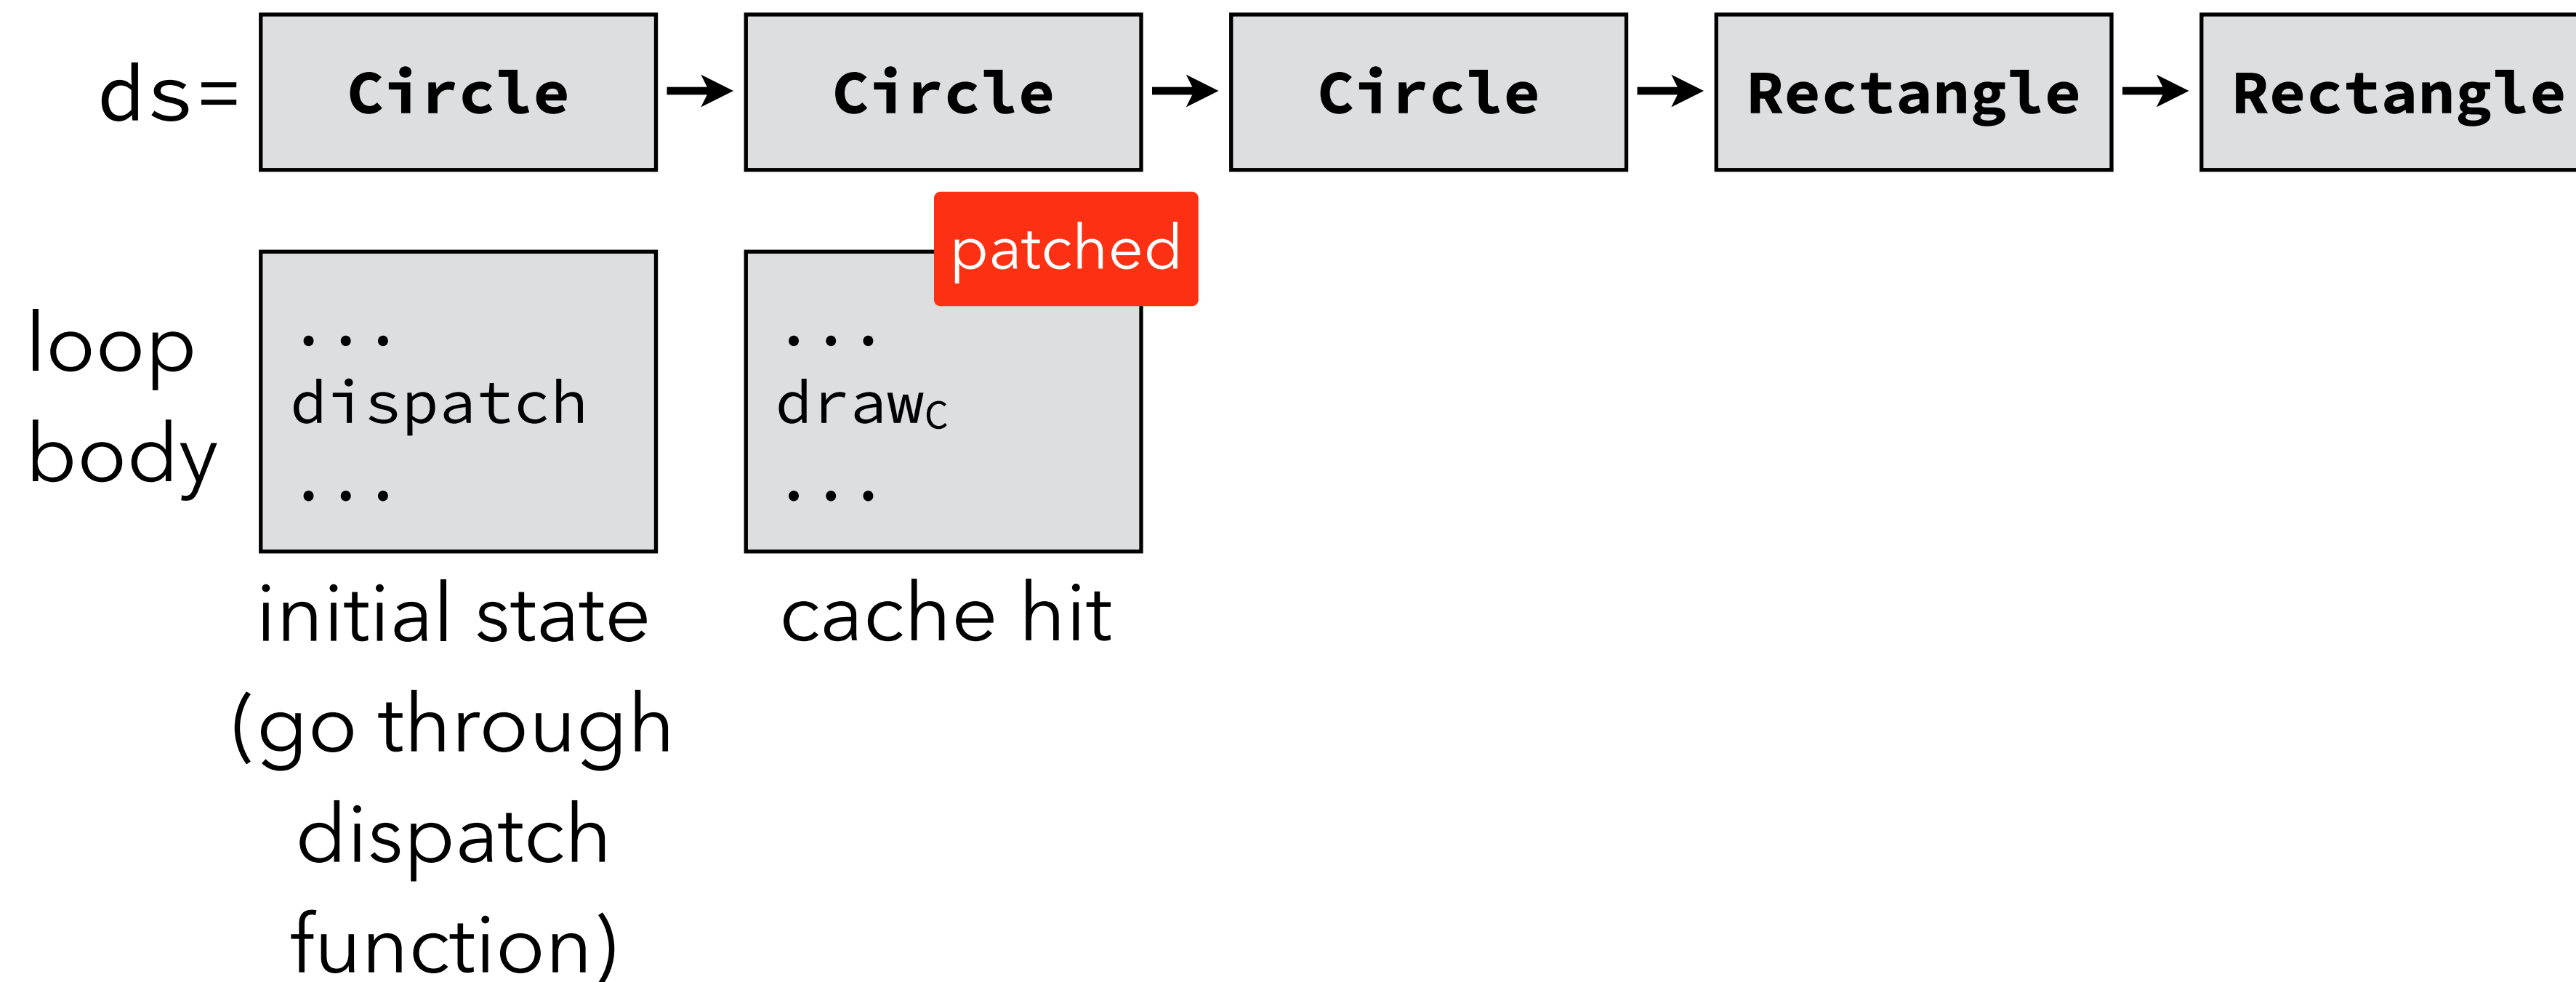 ds= Circle Circle Circle Rectangle Rectangle
patched
loop
body
...
dispatch
...
...
drawC
...
initial state
(go through
dispatch
function)
cache hit